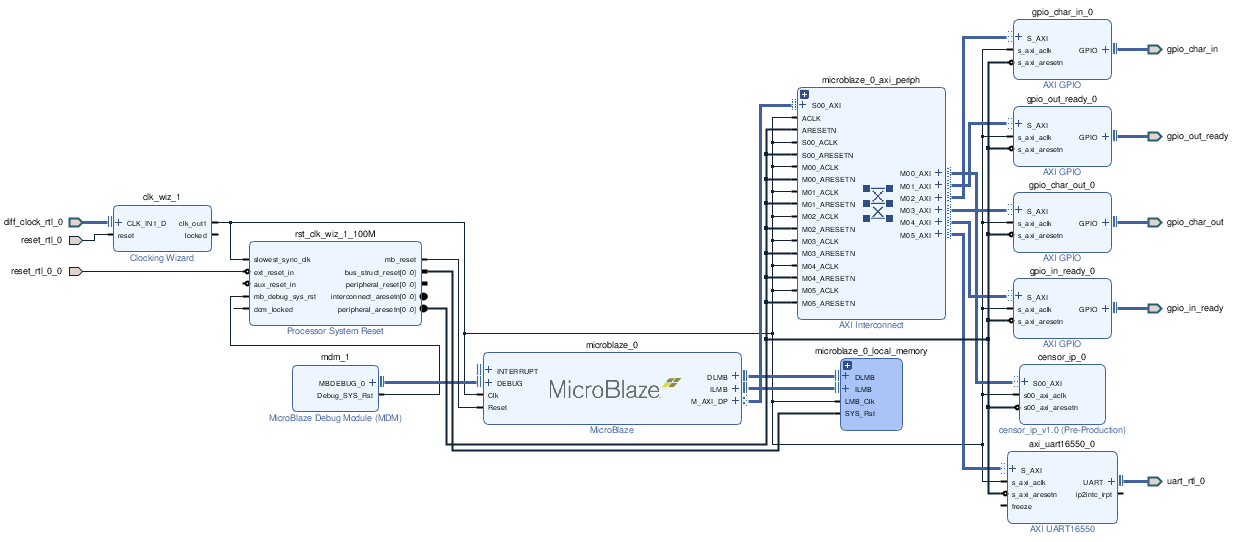 diff_clock_rtl_0
reset_rtl_0
reset_rtl_0_0
clk_wiz_1
CLK_IN1_D
reset
clk_out1
locked
Clocking Wizard
rst_clk_wiz_1_100M
slowest_sync_clk
ext_reset_in
aux_reset_in
mb_debug_sys_rst
dcm_locked
mb_reset
bus_struct_reset[0:0]
peripheral_reset[0:0]
interconnect_aresetn[0:0]
peripheral_aresetn[0:0]
Processor System Reset
mdm_1
MBDEBUG_0
Debug_SYS_Rst
MicroBlaze Debug Module (MDM)
microblaze_0
INTERRUPT
DEBUG
Clk
Reset
MicroBlaze
DLMB
ILMB
M_AXI_DP
MicroBlaze
microblaze_0_axi_periph
S00_AXI
ACLK
ARESETN
S00_ACLK
S00_ARESETN
M00_ACLK
M00_ARESETN
M01_ACLK
M01_ARESETN
M02_ACLK
M02_ARESETN
M03_ACLK
M03_ARESETN
M04_ACLK
M04_ARESETN
M05_ACLK
M05_ARESETN
M00_AXI
M01_AXI
M02_AXI
M03_AXI
M04_AXI
M05_AXI
AXI Interconnect
microblaze_0_local_memory
DLMB
ILMB
LMB_Clk
SYS_Rst
gpio_char_in_0
S_AXI
s_axi_aclk
s_axi_aresetn
GPIO
AXI GPIO
gpio_char_in
gpio_out_ready_0
S_AXI
s_axi_aclk
s_axi_aresetn
GPIO
AXI GPIO
gpio_out_ready
gpio_char_out_0
S_AXI
s_axi_aclk
s_axi_aresetn
GPIO
AXI GPIO
gpio_char_out
gpio_in_ready_0
S_AXI
s_axi_aclk
s_axi_aresetn
GPIO
AXI GPIO
gpio_in_ready
censor_ip_0
S00_AXI
s00_axi_aclk
s00_axi_aresetn
censor_ip_v1.0 (Pre-Production)
axi_uart16550_0
S_AXI
s_axi_aclk
s_axi_aresetn
freeze
UART
ip2intc_irpt
AXI UART16550
uart_rtl_0